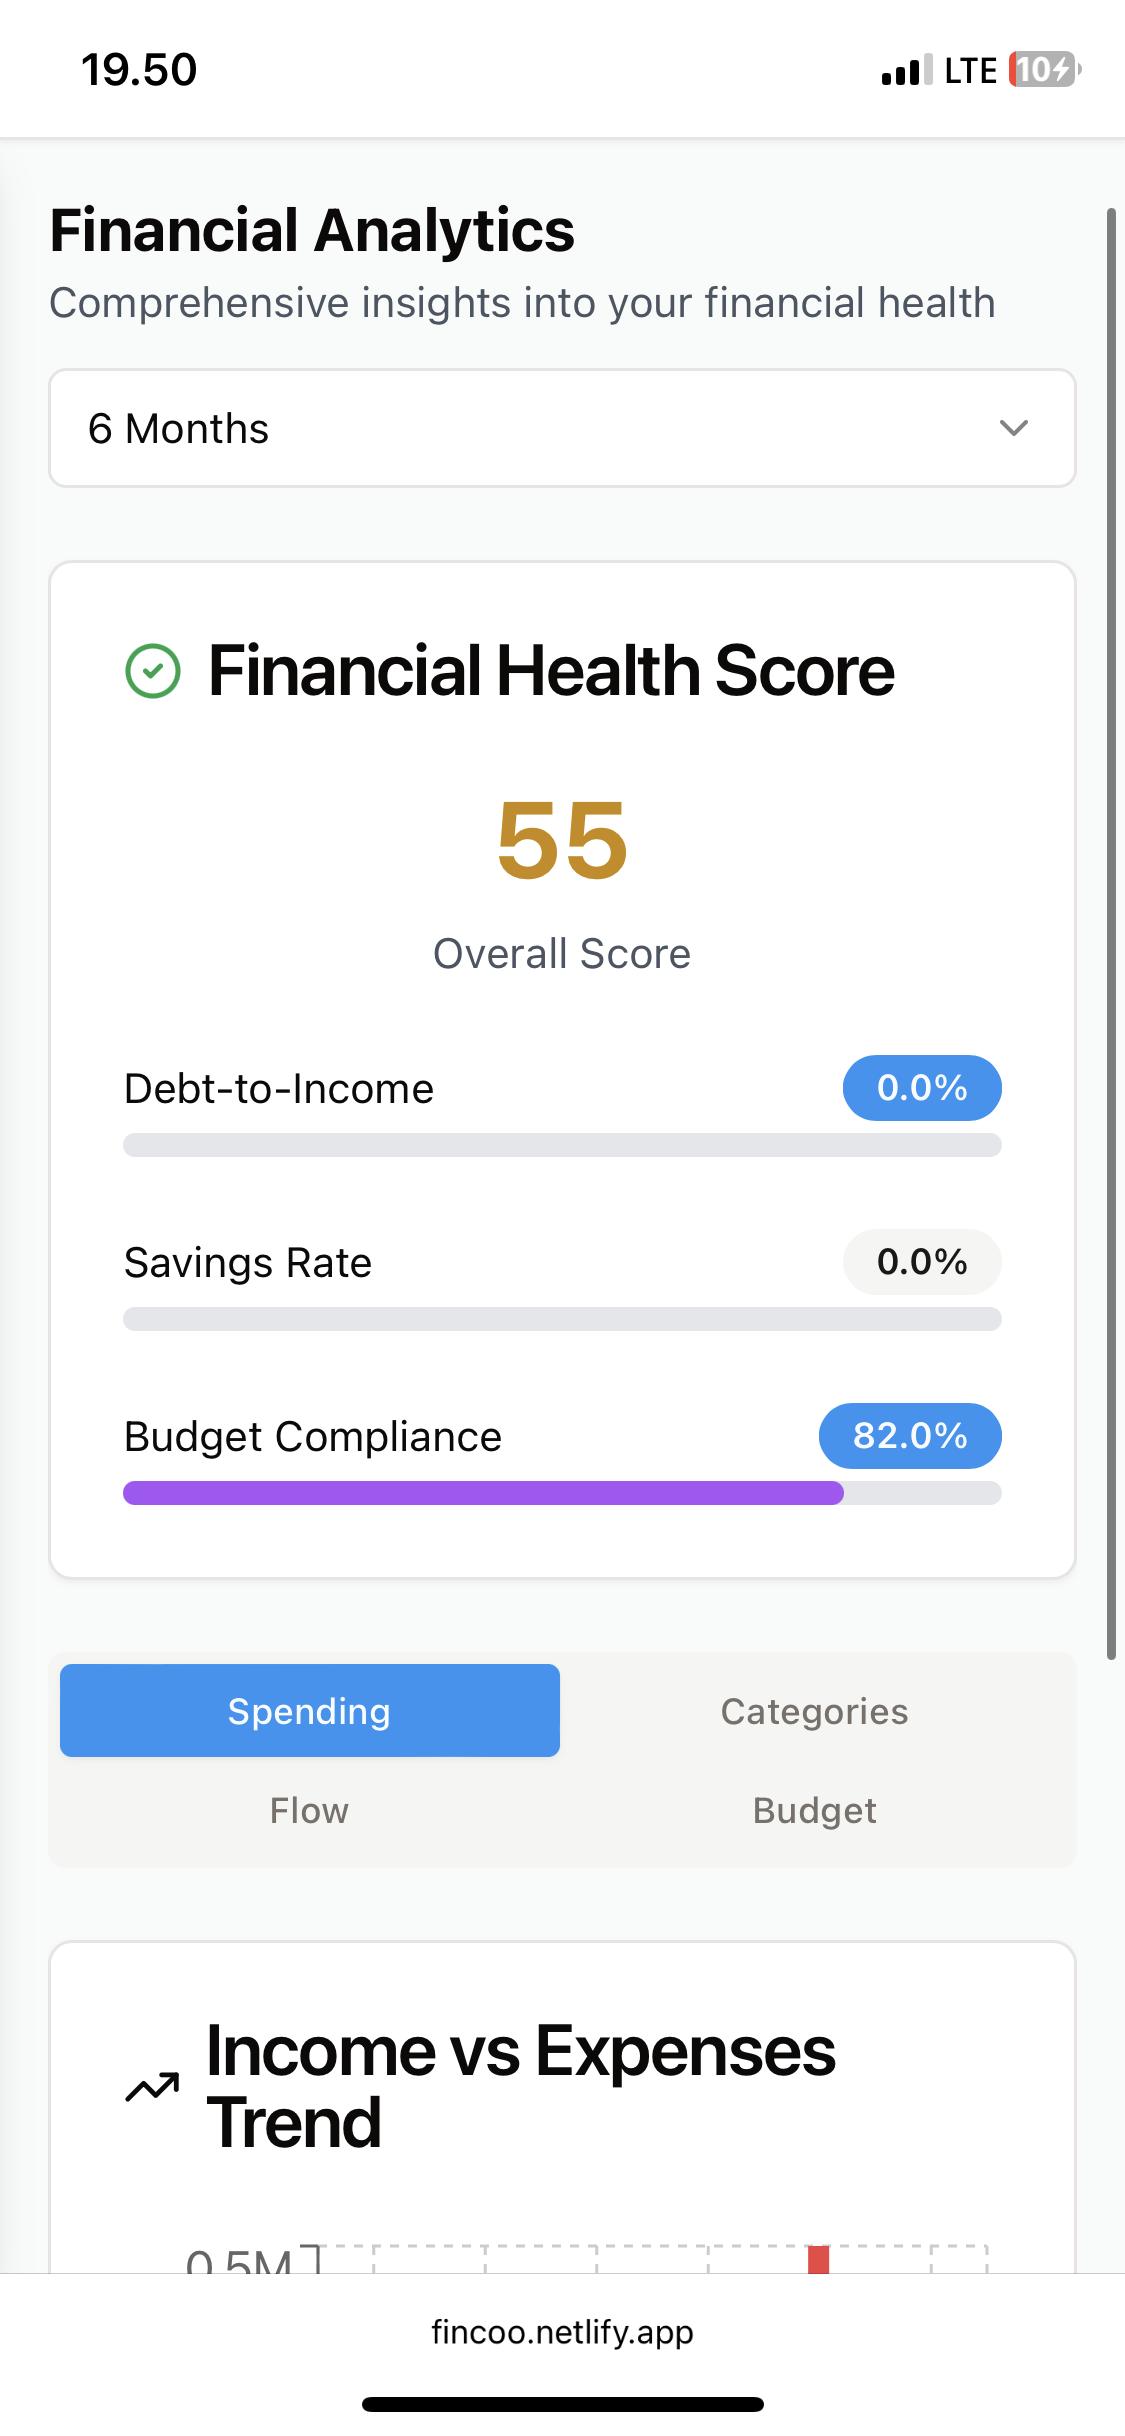 19.50
LTE 10
Financial Analytics
Comprehensive insights into your financial health
6 Months
Financial Health Score
55
Overall Score
Debt-to-Income 0.0%
Savings Rate 0.0%
Budget Compliance 82.0%
Spending Categories
Flow Budget
Income vs Expenses
Trend
0.5M
fincoo.netlify.app